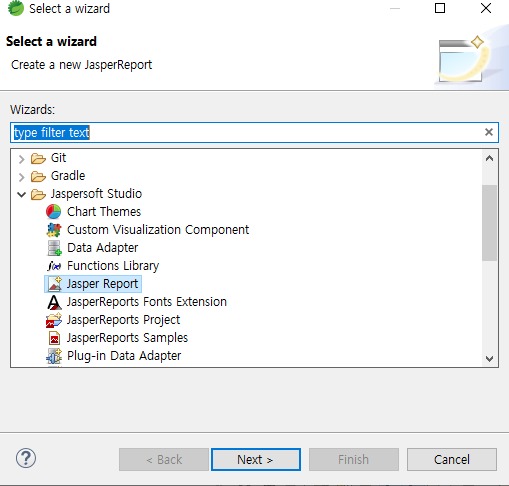 Select a wizard
Select a wizard
Create a new JasperReport
Wizards:
type filter text
Git
Gradle
Jaspersoft Studio
Chart Themes
Custom Visualization Component
Data Adapter
f(x) Functions Library
Jasper Report
A JasperReports Fonts Extension
JasperReports Project
JasperReports Samples
Plug-in Data Adapter
? < Back Next > Finish Cancel